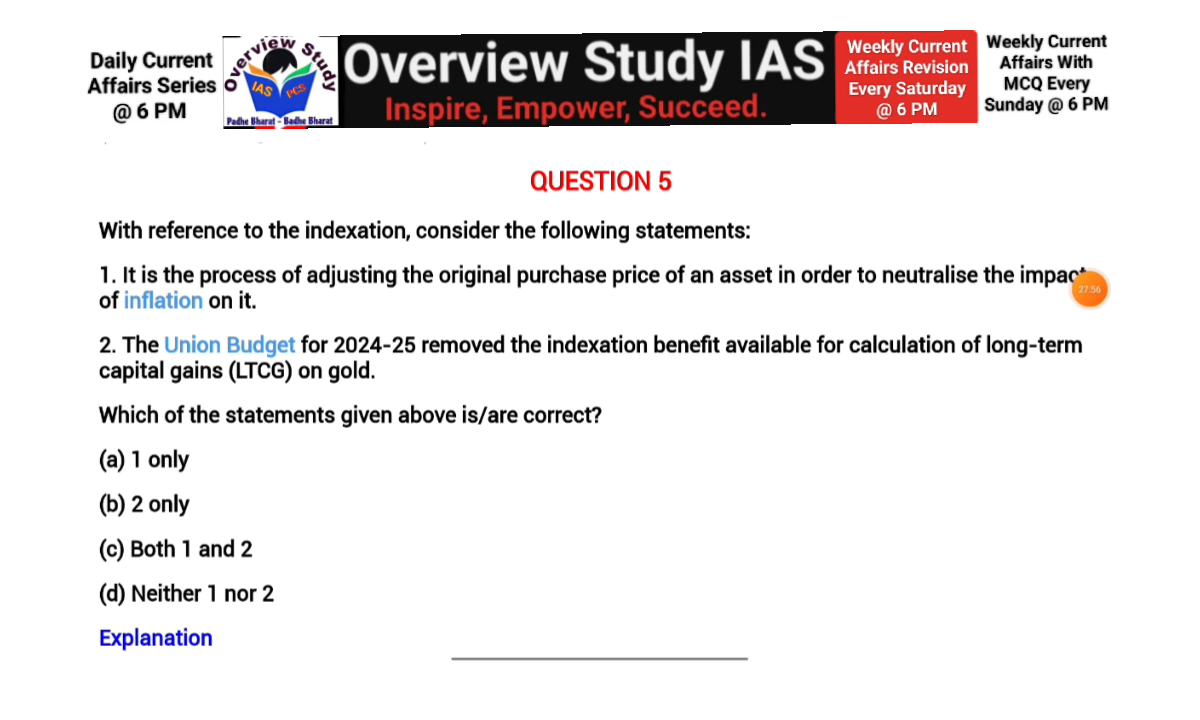 Daily Current
Affairs Series
@ 6 PM
Overview Study
IAS PCS
Padhe Bharat - Badhe Bharat
Overview Study IAS
Inspire, Empower, Succeed.
Weekly Current
Affairs Revision
Every Saturday
@ 6 PM
Weekly Current
Affairs With
MCQ Every
Sunday @ 6 PM
QUESTION 5
With reference to the indexation, consider the following statements:
1. It is the process of adjusting the original purchase price of an asset in order to neutralise the impact
of inflation on it.
27:56
2. The Union Budget for 2024-25 removed the indexation benefit available for calculation of long-term
capital gains (LTCG) on gold.
Which of the statements given above is/are correct?
(a) 1 only
(b) 2 only
(c) Both 1 and 2
(d) Neither 1 nor 2
Explanation